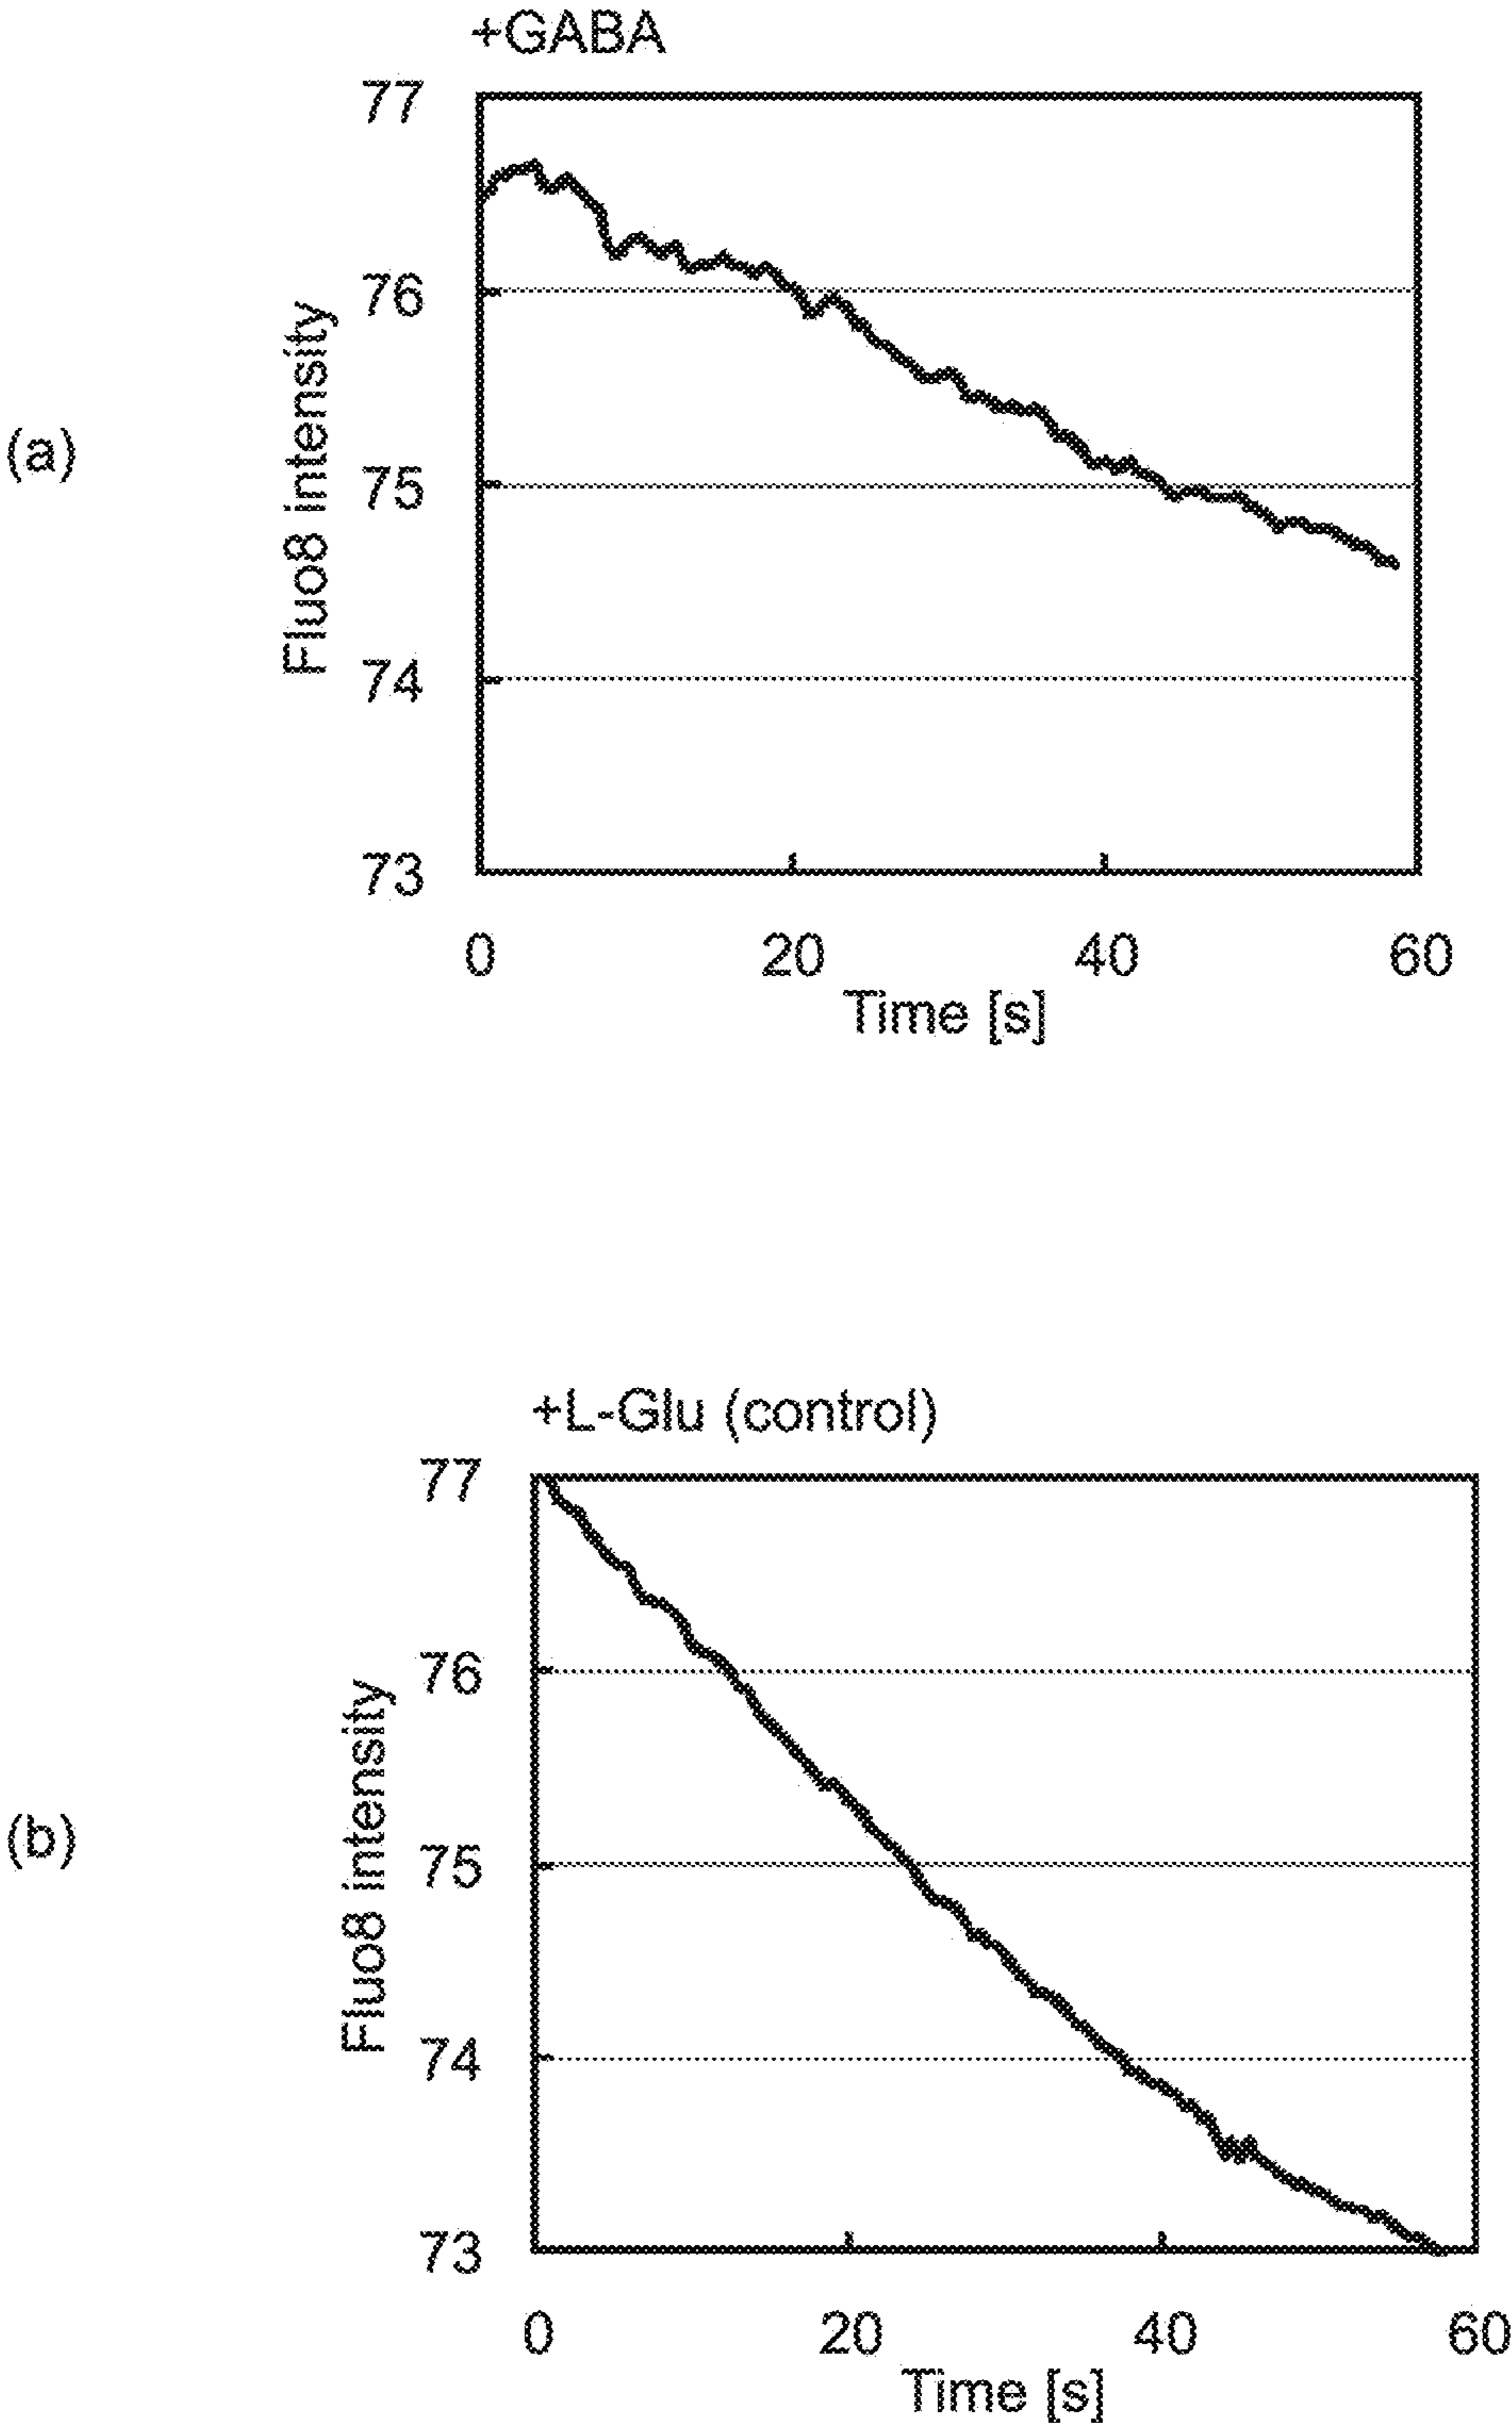 +GABA
77
76
75
74
73
Fluo8 intensity
(a)
0 20 40 60
Time [s]
+L-Glu (control)
77
76
75
74
73
Fluo8 intensity
(b)
0 20 40 60
Time [s]